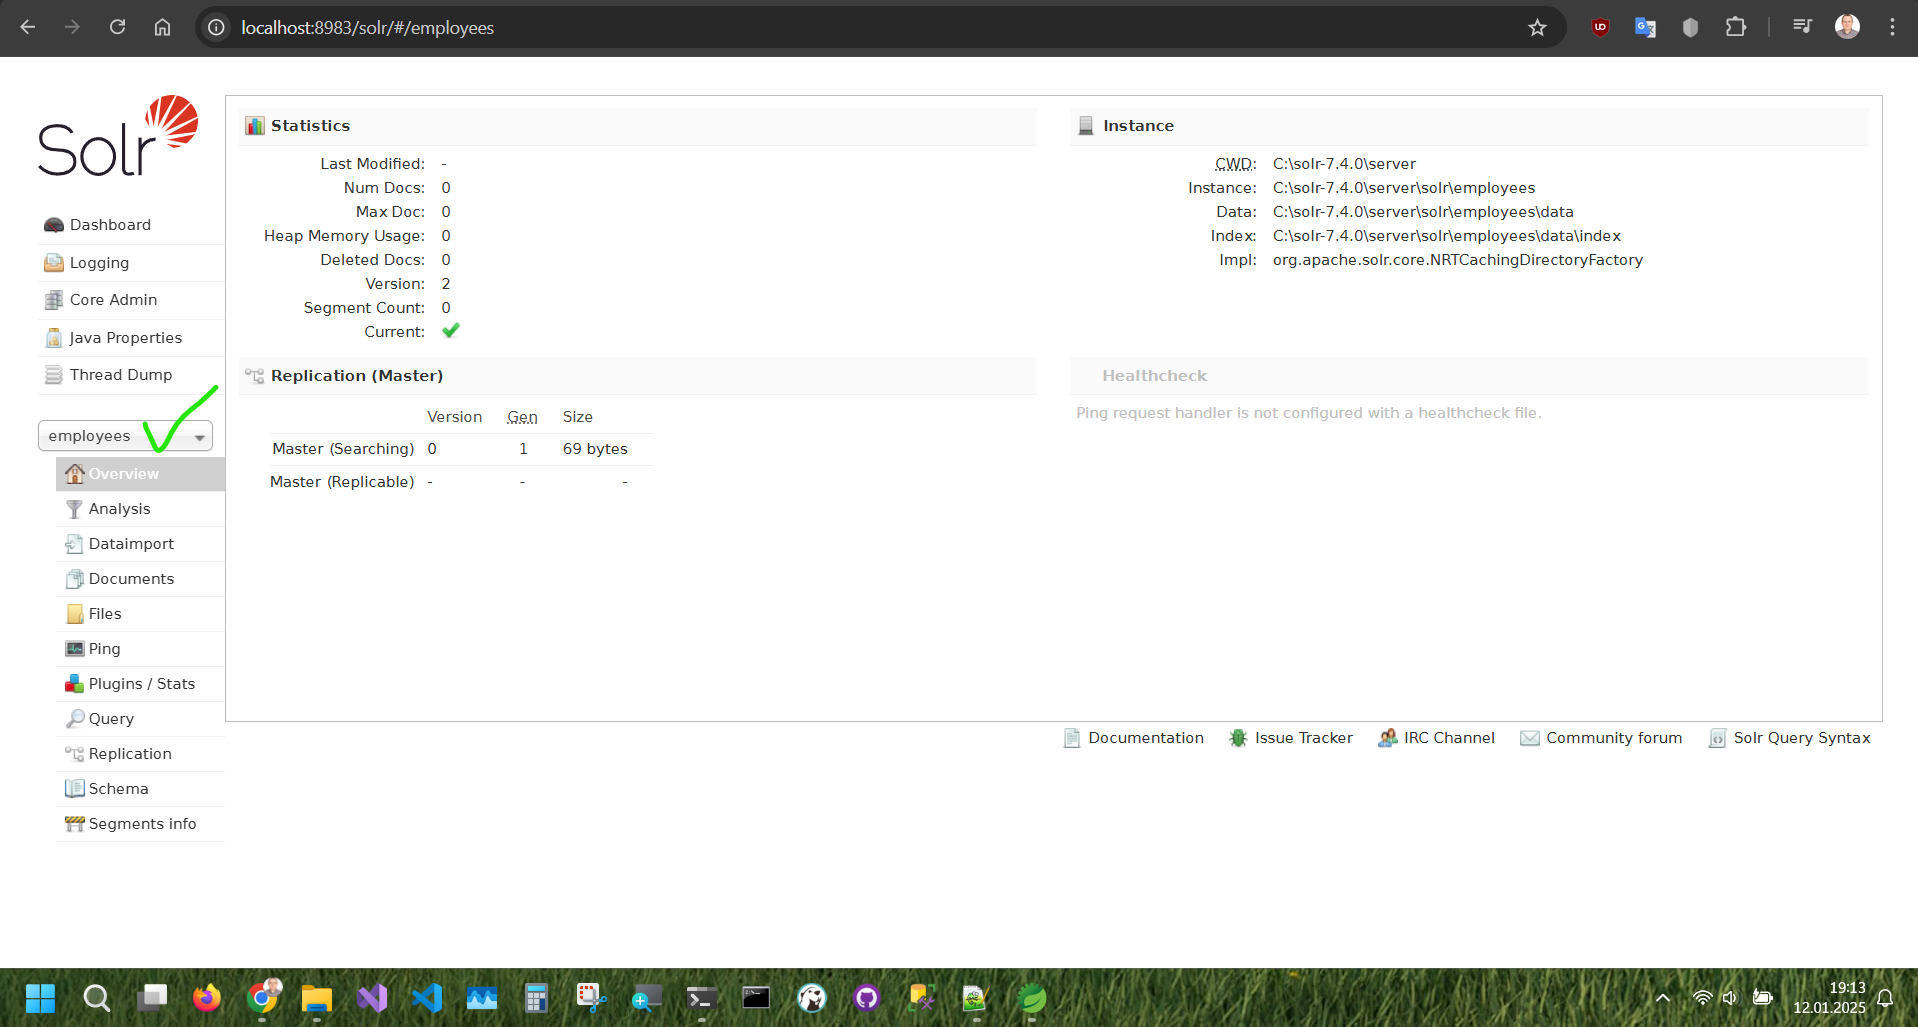 localhost:8983/solr/#/employees
Solr
Dashboard
Logging
Core Admin
Java Properties
Thread Dump
employees
Overview
Analysis
Dataimport
Documents
Files
Ping
Plugins / Stats
Query
Replication
Schema
Segments info
Statistics
Last Modified: -
Num Docs: 0
Max Doc: 0
Heap Memory Usage: 0
Deleted Docs: 0
Version: 2
Segment Count: 0
Current:
Instance
CWD: C:\solr-7.4.0\server
Instance: C:\solr-7.4.0\server\solr\employees
Data: C:\solr-7.4.0\server\solr\employees\data
Index: C:\solr-7.4.0\server\solr\employees\data\index
Impl: org.apache.solr.core.NRTCachingDirectoryFactory
Replication (Master)
Version Gen Size
Master (Searching) 0 1 69 bytes
Master (Replicable) - - -
Healthcheck
Ping request handler is not configured with a healthcheck file.
Documentation
Issue Tracker
IRC Channel
Community forum
Solr Query Syntax
19:13
12.01.2025